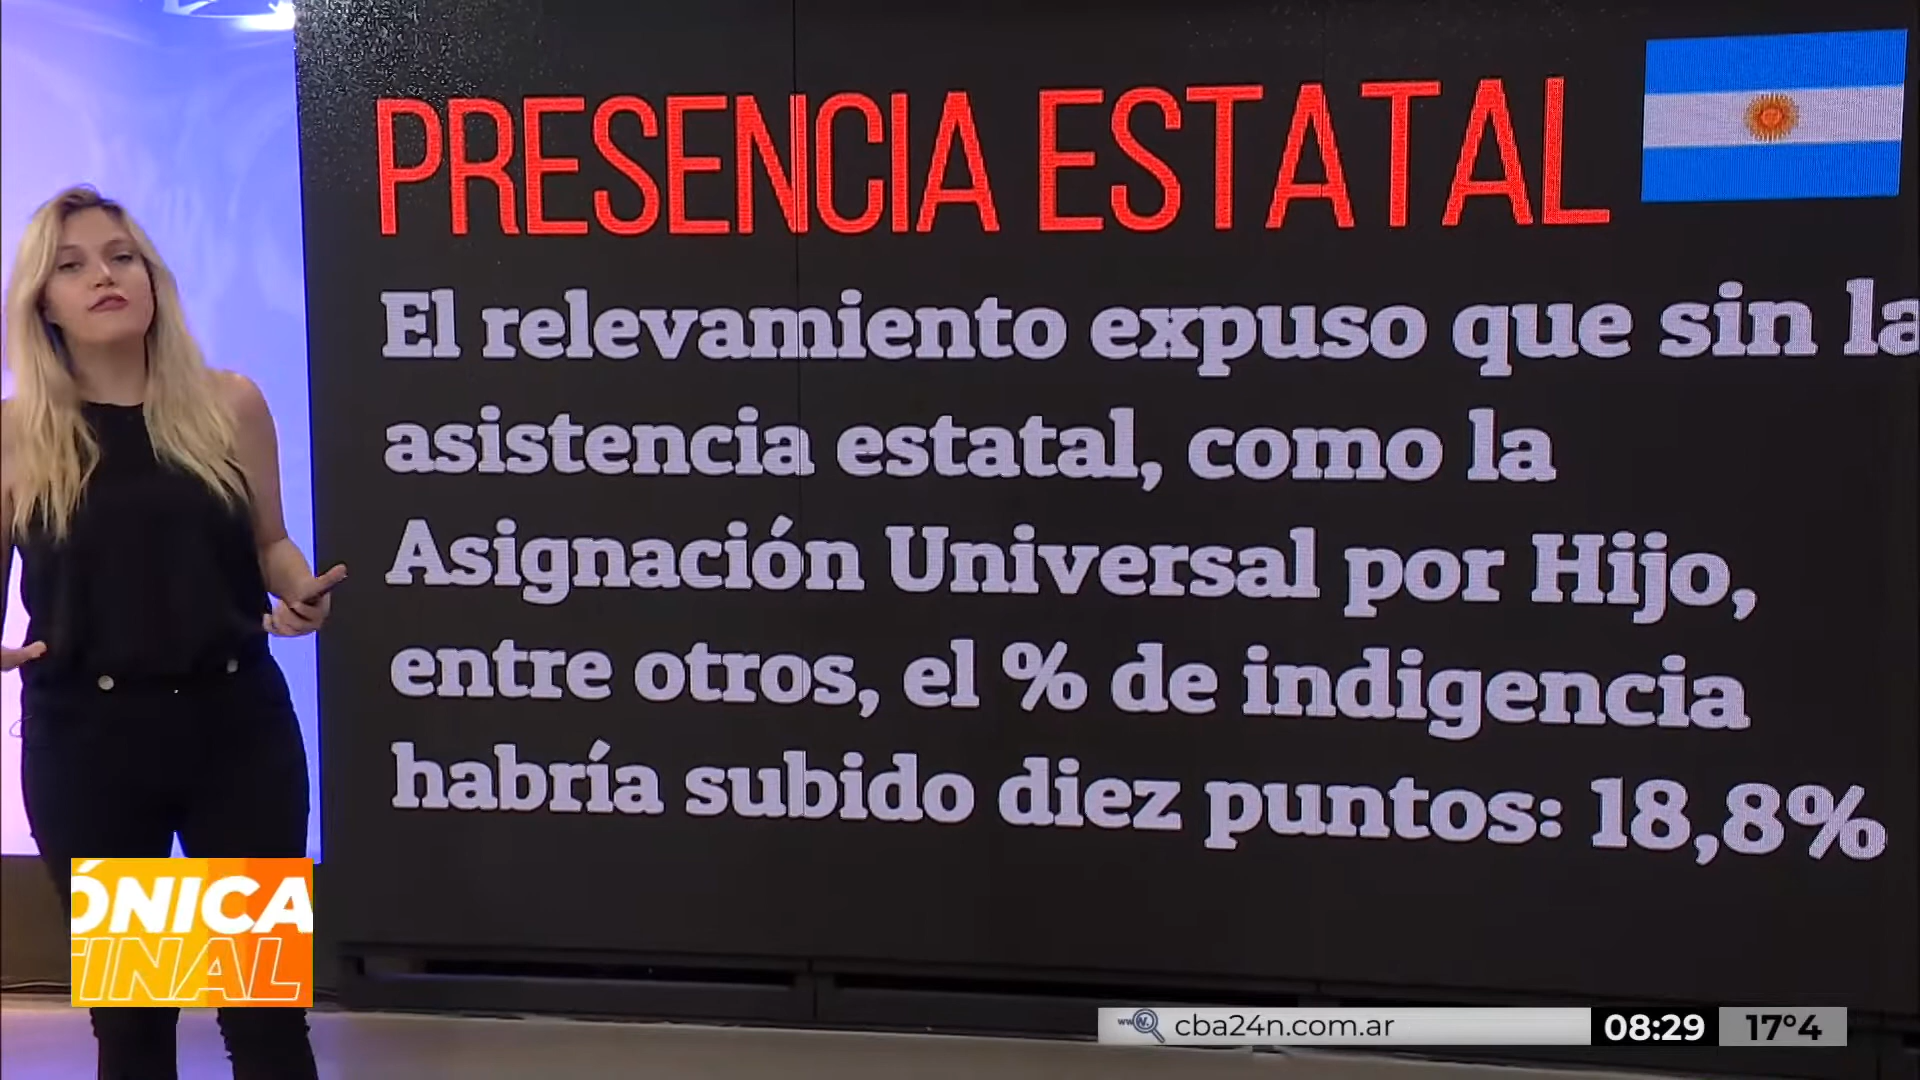 PRESENCIA ESTATAL
El relevamiento expuso que sin la
asistencia estatal, como la
Asignación Universal por Hijo,
entre otros, el % de indigencia
habría subido diez puntos: 18,8%
ÓNICA
FINAL
cba24n.com.ar 08:29 17°4